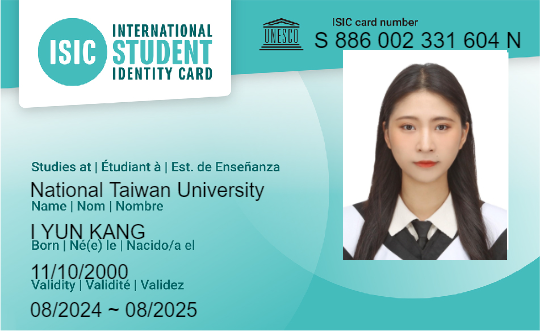 ISIC
INTERNATIONAL
STUDENT
IDENTITY CARD
UNESCO
ISIC card number
S 886 002 331 604 N
Studies at | Étudiant à | Est. de Enseñanza
National Taiwan University
Name | Nom | Nombre
I YUN KANG
Born | Né(e) le | Nacido/a el
11/10/2000
Validity | Validité | Validez
08/2024 ~ 08/2025